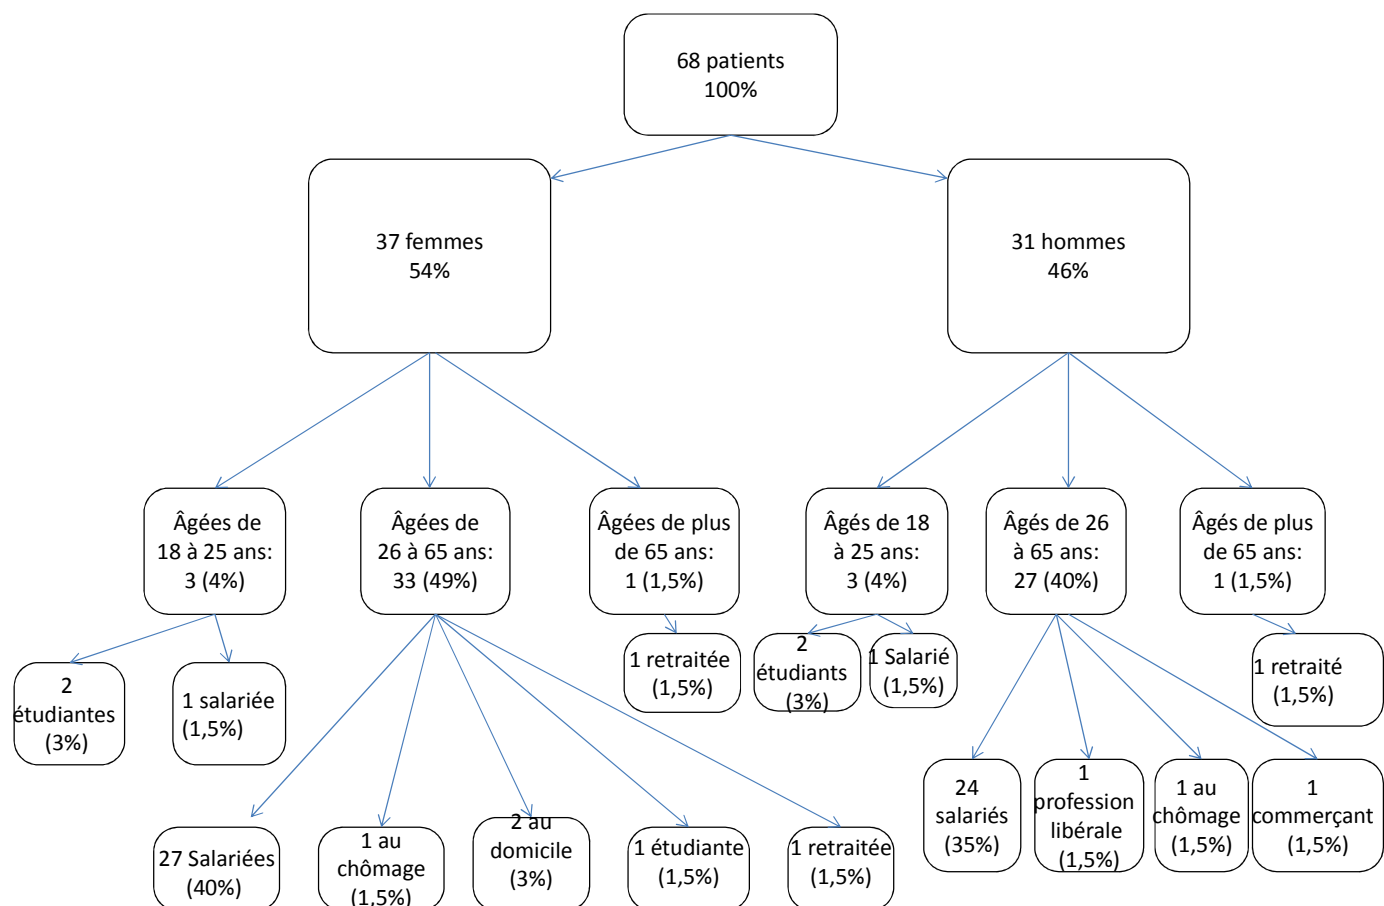 68 patients
100%
37 femmes
54%
31 hommes
46%
Âgées de
18 à 25 ans:
3 (4%)
Âgées de
26 à 65 ans:
33 (49%)
Âgées de plus
de 65 ans:
1 (1,5%)
Âgés de 18
à 25 ans:
3 (4%)
Âgés de 26
à 65 ans:
27 (40%)
Âgés de plus
de 65 ans:
1 (1,5%)
2
étudiantes
(3%)
1 salariée
(1,5%)
1 retraitée
(1,5%)
2
étudiants
(3%)
1 Salarié
(1,5%)
1 retraité
(1,5%)
27 Salariées
(40%)
1 au
chômage
(1,5%)
2 au
domicile
(3%)
1 étudiante
(1,5%)
1 retraitée
(1,5%)
24
salariés
(35%)
1
profession
libérale
(1,5%)
1 au
chômage
(1,5%)
1
commerçant
(1,5%)